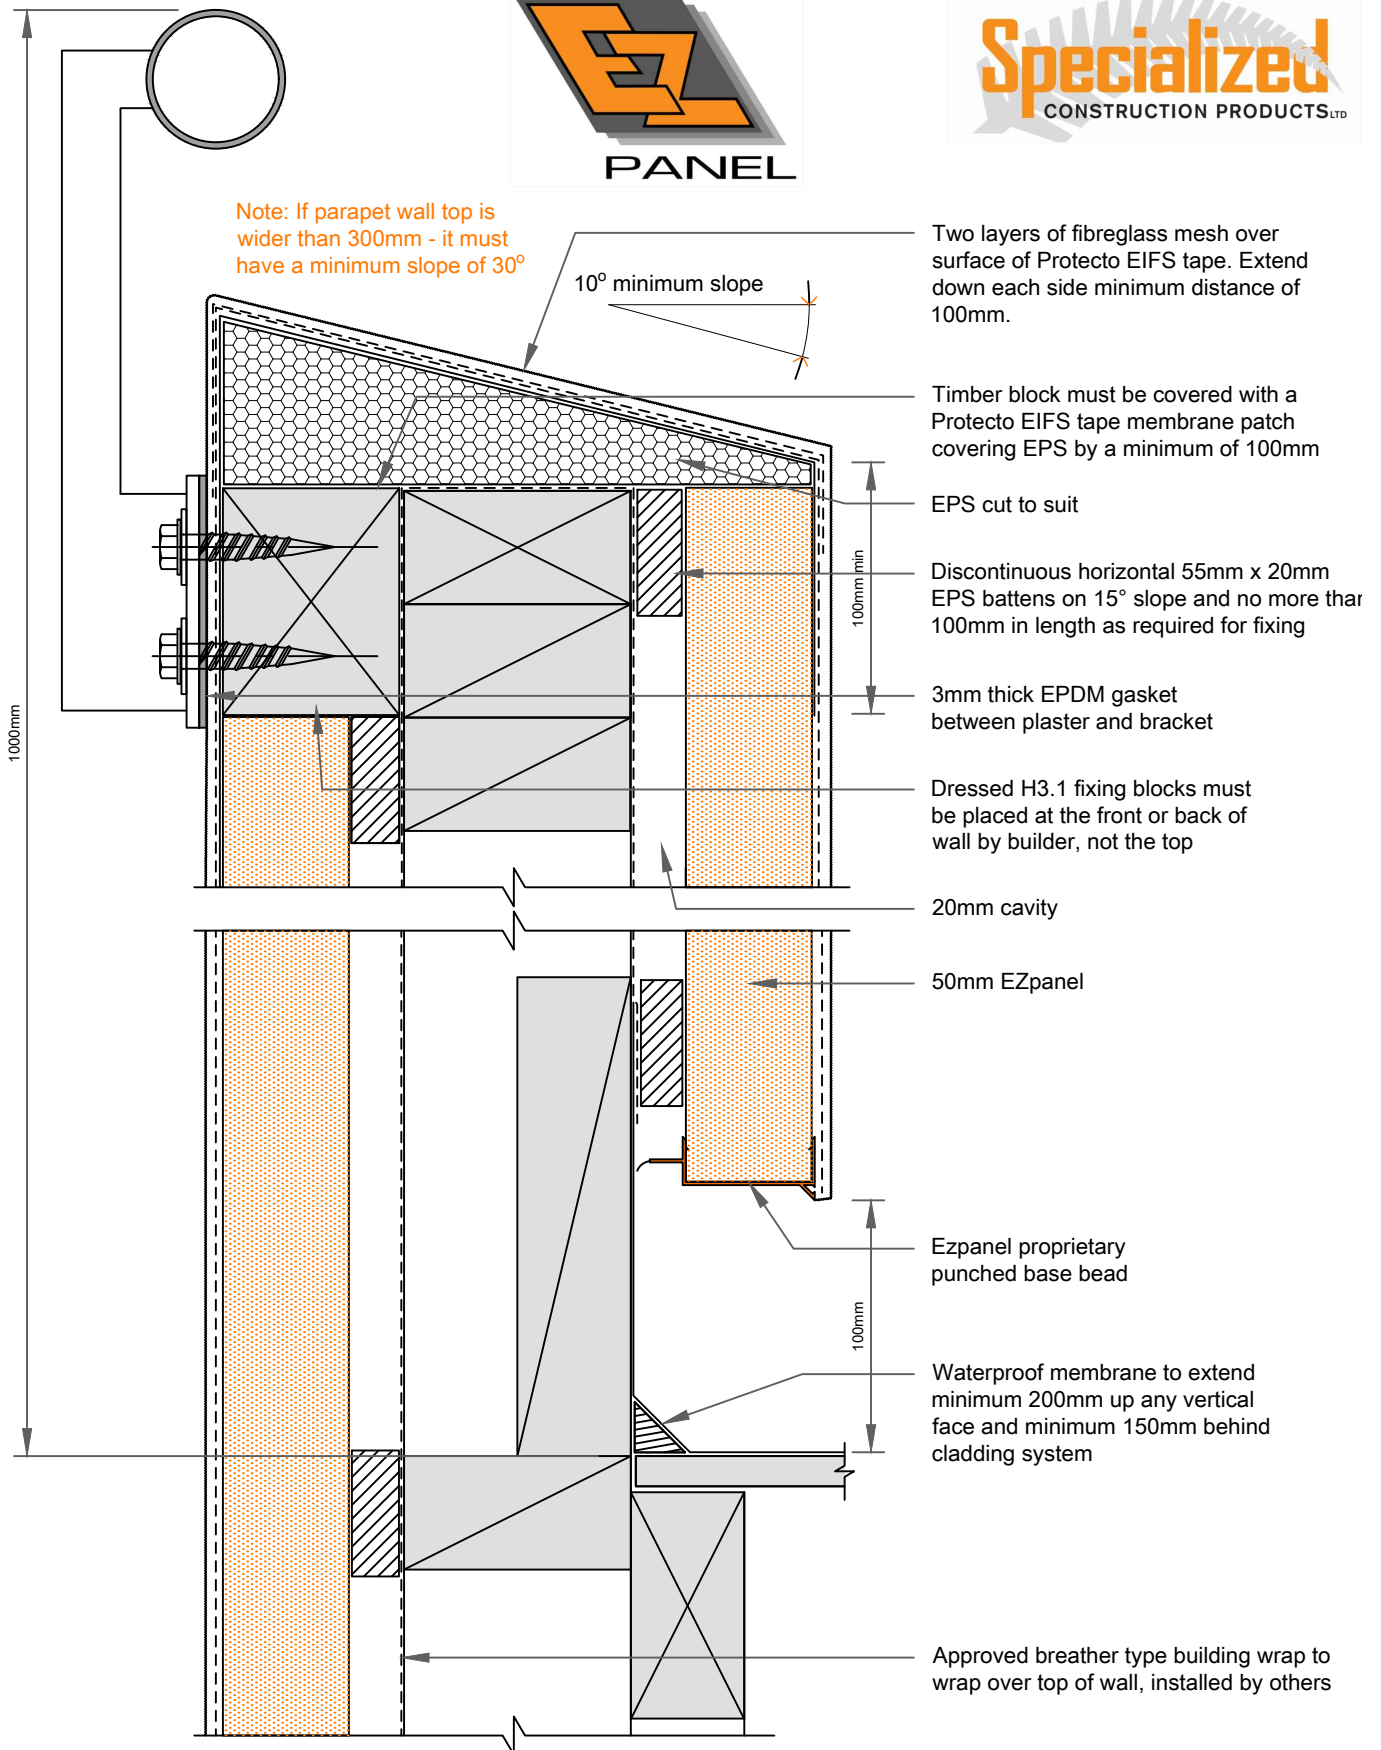 EZ
PANEL
Specialized
CONSTRUCTION PRODUCTS LTD
Note: If parapet wall top is
wider than 300mm - it must
have a minimum slope of 30°
10° minimum slope
Two layers of fibreglass mesh over
surface of Protecto EIFS tape. Extend
down each side minimum distance of
100mm.
Timber block must be covered with a
Protecto EIFS tape membrane patch
covering EPS by a minimum of 100mm
EPS cut to suit
100mm min
Discontinuous horizontal 55mm x 20mm
EPS battens on 15° slope and no more than
100mm in length as required for fixing
3mm thick EPDM gasket
between plaster and bracket
1000mm
Dressed H3.1 fixing blocks must
be placed at the front or back of
wall by builder, not the top
20mm cavity
50mm EZpanel
Ezpanel proprietary
punched base bead
100mm
Waterproof membrane to extend
minimum 200mm up any vertical
face and minimum 150mm behind
cladding system
Approved breather type building wrap to
wrap over top of wall, installed by others